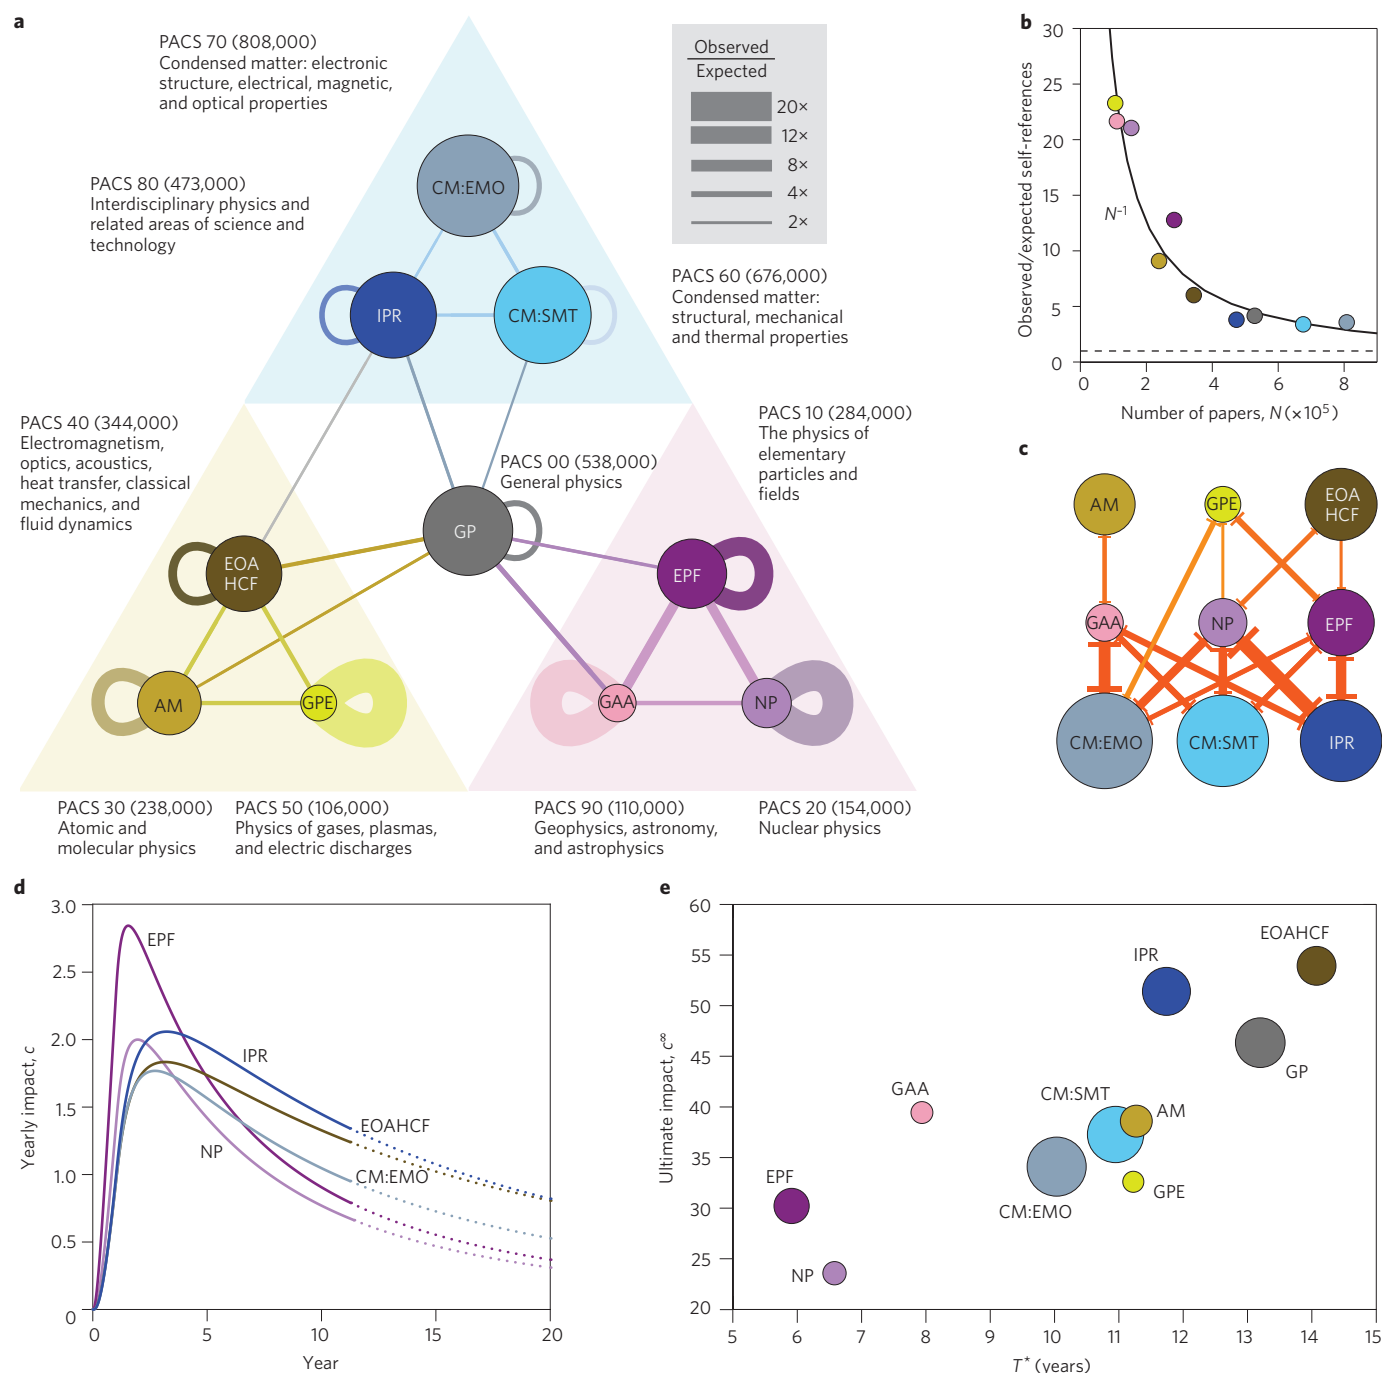 a
PACS 70 (808,000)
Condensed matter: electronic
structure, electrical, magnetic,
and optical properties
PACS 80 (473,000)
Interdisciplinary physics and
related areas of science and
technology
CM:EMO
IPR
CM:SMT
Observed
Expected
20×
12×
8×
4×
2×
PACS 60 (676,000)
Condensed matter:
structural, mechanical
and thermal properties
PACS 40 (344,000)
Electromagnetism,
optics, acoustics,
heat transfer, classical
mechanics, and
fluid dynamics
PACS 00 (538,000)
General physics
PACS 10 (284,000)
The physics of
elementary
particles and
fields
GP
EOA
HCF
EPF
AM
GPE
GAA
NP
PACS 30 (238,000)
Atomic and
molecular physics
PACS 50 (106,000)
Physics of gases, plasmas,
and electric discharges
PACS 90 (110,000)
Geophysics, astronomy,
and astrophysics
PACS 20 (154,000)
Nuclear physics
b
Observed/expected self-references
30
25
20
15
10
5
0
N⁻¹
0
2
4
6
8
Number of papers, N (×10⁵)
c
AM
GPE
EOA
HCF
GAA
NP
EPF
CM:EMO
CM:SMT
IPR
d
Yearly impact, c
3.0
2.5
2.0
1.5
1.0
0.5
0
EPF
IPR
EOAHCF
NP
CM:EMO
0
5
10
15
20
Year
e
Ultimate impact, c∞
60
55
50
45
40
35
30
25
20
EOAHCF
IPR
GP
GAA
CM:SMT
AM
EPF
GPE
CM:EMO
NP
5
6
7
8
9
10
11
12
13
14
15
T* (years)